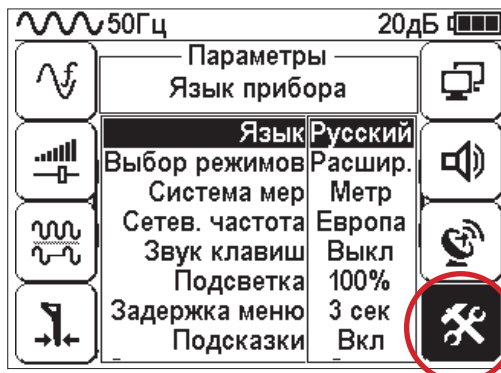 50Гц 20дБ
Параметры
Язык прибора
Язык Русский
Выбор режимов Расшир.
Система мер Метр
Сетев. частота Европа
Звук клавиш Выкл
Подсветка 100%
Задержка меню 3 сек
Подсказки Вкл
f